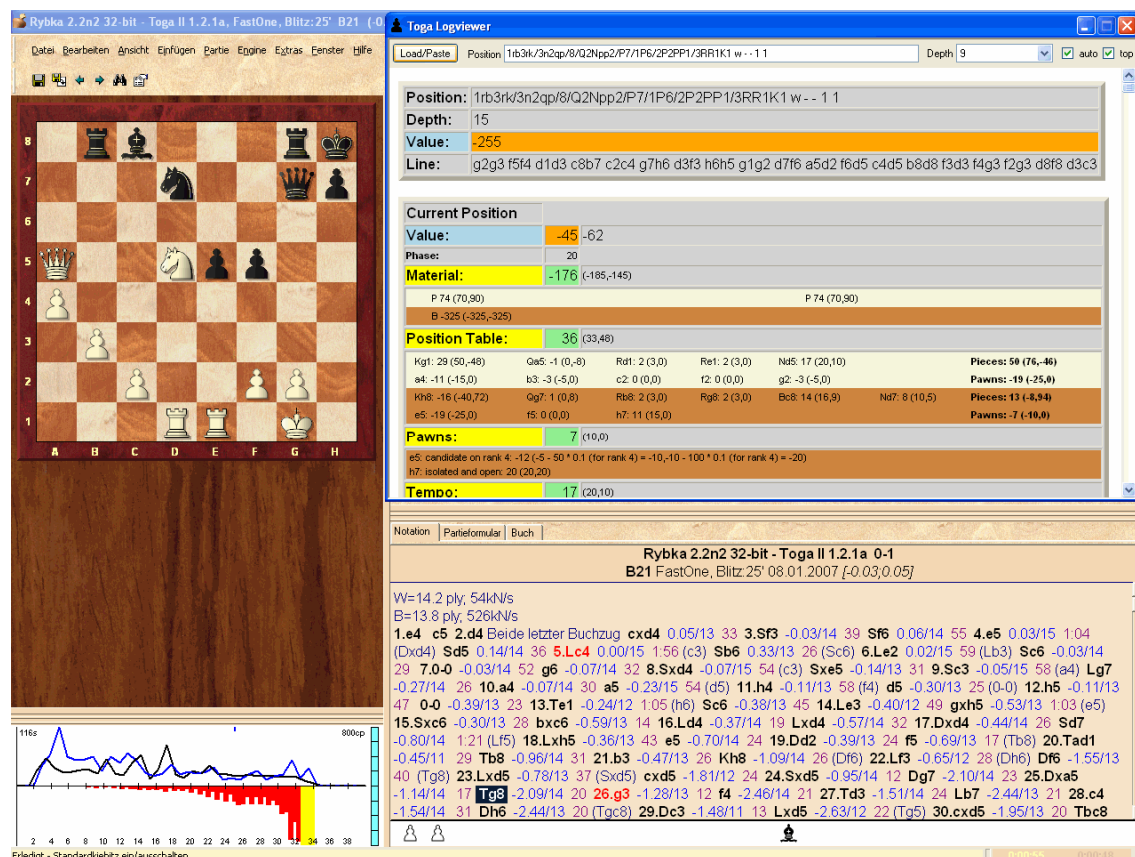 Rybka 2.2n2 32-bit - Toga II 1.2.1a, FastOne, Blitz:25' B21 (-0
Datei Bearbeiten Ansicht Einfügen Partie Engine Extras Fenster Hilfe
8
7
6
5
4
3
2
1
A B C D E F G H
116s 800cp
2 4 6 8 10 12 14 16 18 20 22 24 26 28 30 32 34 36 38
Toga Logviewer
Load/Paste Position 1rb3rk/3n2qp/8/Q2Npp2/P7/1P6/2P2PP1/3RR1K1 w - - 1 1 Depth 9 auto top
Position: 1rb3rk/3n2qp/8/Q2Npp2/P7/1P6/2P2PP1/3RR1K1 w - - 1 1
Depth: 15
Value: -255
Line: g2g3 f5f4 d1d3 c8b7 c2c4 g7h6 d3f3 h6h5 g1g2 d7f6 a5d2 f6d5 c4d5 b8d8 f3d3 f4g3 f2g3 d8f8 d3c3
Current Position
Value: -45 -62
Phase: 20
Material: -176 (-185,-145)
P 74 (70,90) P 74 (70,90)
B -325 (-325,-325)
Position Table: 36 (33,48)
Kg1: 29 (50,-48) Qa5: -1 (0,-8) Rd1: 2 (3,0) Re1: 2 (3,0) Nd5: 17 (20,10) Pieces: 50 (76,-46)
a4: -11 (-15,0) b3: -3 (-5,0) c2: 0 (0,0) f2: 0 (0,0) g2: -3 (-5,0) Pawns: -19 (-25,0)
Kh8: -16 (-40,72) Qg7: 1 (0,8) Rb8: 2 (3,0) Rg8: 2 (3,0) Bc8: 14 (16,9) Nd7: 8 (10,5) Pieces: 13 (-8,94)
e5: -19 (-25,0) f5: 0 (0,0) h7: 11 (15,0) Pawns: -7 (-10,0)
Pawns: 7 (10,0)
e5: candidate on rank 4: -12 (-5 - 50 * 0.1 (for rank 4) = -10,-10 - 100 * 0.1 (for rank 4) = -20)
h7: isolated and open: 20 (20,20)
Tempo: 17 (20,10)
Notation Partieformular Buch
Rybka 2.2n2 32-bit - Toga II 1.2.1a 0-1
B21 FastOne, Blitz:25' 08.01.2007 [-0.03;0.05]
W=14.2 ply; 54kN/s
B=13.8 ply; 526kN/s
1.e4 c5 2.d4 Beide letzter Buchzug cxd4 0.05/13 33 3.Sf3 -0.03/14 39 Sf6 0.06/14 55 4.e5 0.03/15 1:04
(Dxd4) Sd5 0.14/14 36 5.Lc4 0.00/15 1:56 (c3) Sb6 0.33/13 26 (Sc6) 6.Le2 0.02/15 59 (Lb3) Sc6 -0.03/14
29 7.0-0 -0.03/14 52 g6 -0.07/14 32 8.Sxd4 -0.07/15 54 (c3) Sxe5 -0.14/13 31 9.Sc3 -0.05/15 58 (a4) Lg7
-0.27/14 26 10.a4 -0.07/14 30 a5 -0.23/15 54 (d5) 11.h4 -0.11/13 58 (f4) d5 -0.30/13 25 (0-0) 12.h5 -0.11/13
47 0-0 -0.39/13 23 13.Te1 -0.24/12 1:05 (h6) Sc6 -0.38/13 45 14.Le3 -0.40/12 49 gxh5 -0.53/13 1:03 (e5)
15.Sxc6 -0.30/13 28 bxc6 -0.59/13 14 16.Ld4 -0.37/14 19 Lxd4 -0.57/14 32 17.Dxd4 -0.44/14 26 Sd7
-0.80/14 1:21 (Lf5) 18.Lxh5 -0.36/13 43 e5 -0.70/14 24 19.Dd2 -0.39/13 24 f5 -0.69/13 17 (Tb8) 20.Tad1
-0.45/11 29 Tb8 -0.96/14 31 21.b3 -0.47/13 26 Kh8 -1.09/14 26 (Df6) 22.Lf3 -0.65/12 28 (Dh6) Df6 -1.55/13
40 (Tg8) 23.Lxd5 -0.78/13 37 (Sxd5) cxd5 -1.81/12 24 24.Sxd5 -0.95/14 12 Dg7 -2.10/14 23 25.Dxa5
-1.14/14 17 Tg8 -2.09/14 20 26.g3 -1.28/13 12 f4 -2.46/14 21 27.Td3 -1.51/14 24 Lb7 -2.44/13 21 28.c4
-1.54/14 31 Dh6 -2.44/13 20 (Tgc8) 29.Dc3 -1.48/11 13 Lxd5 -2.63/12 22 (Tg5) 30.cxd5 -1.95/13 20 Tbc8
Erledigt - Standardkiebitz ein/ausschalten